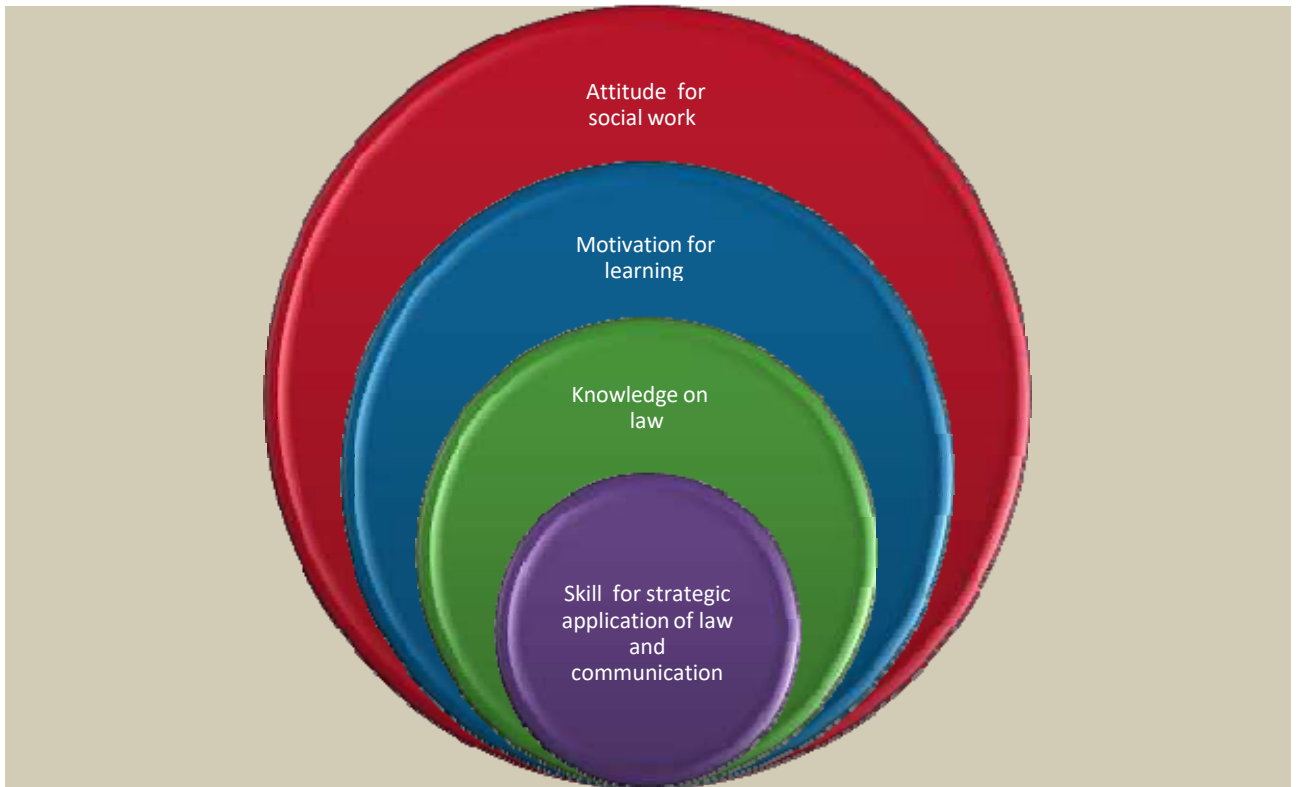 Attitude for
social work
Motivation for
learning
Knowledge on
law
Skill for strategic
application of law
and
communication